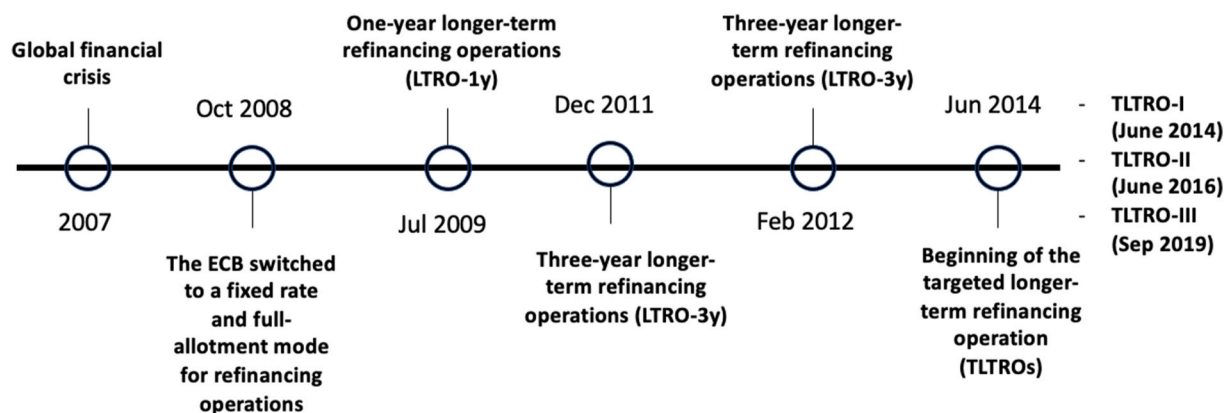 Global financial
crisis
2007
Oct 2008
The ECB switched
to a fixed rate
and full-
allotment mode
for refinancing
operations
One-year longer-term
refinancing operations
(LTRO-1y)
Jul 2009
Dec 2011
Three-year longer-
term refinancing
operations (LTRO-3y)
Three-year longer-
term refinancing
operations (LTRO-3y)
Feb 2012
Jun 2014
Beginning of the
targeted longer-
term refinancing
operation
(TLTROs)
- TLTRO-I
(June 2014)
- TLTRO-II
(June 2016)
- TLTRO-III
(Sep 2019)